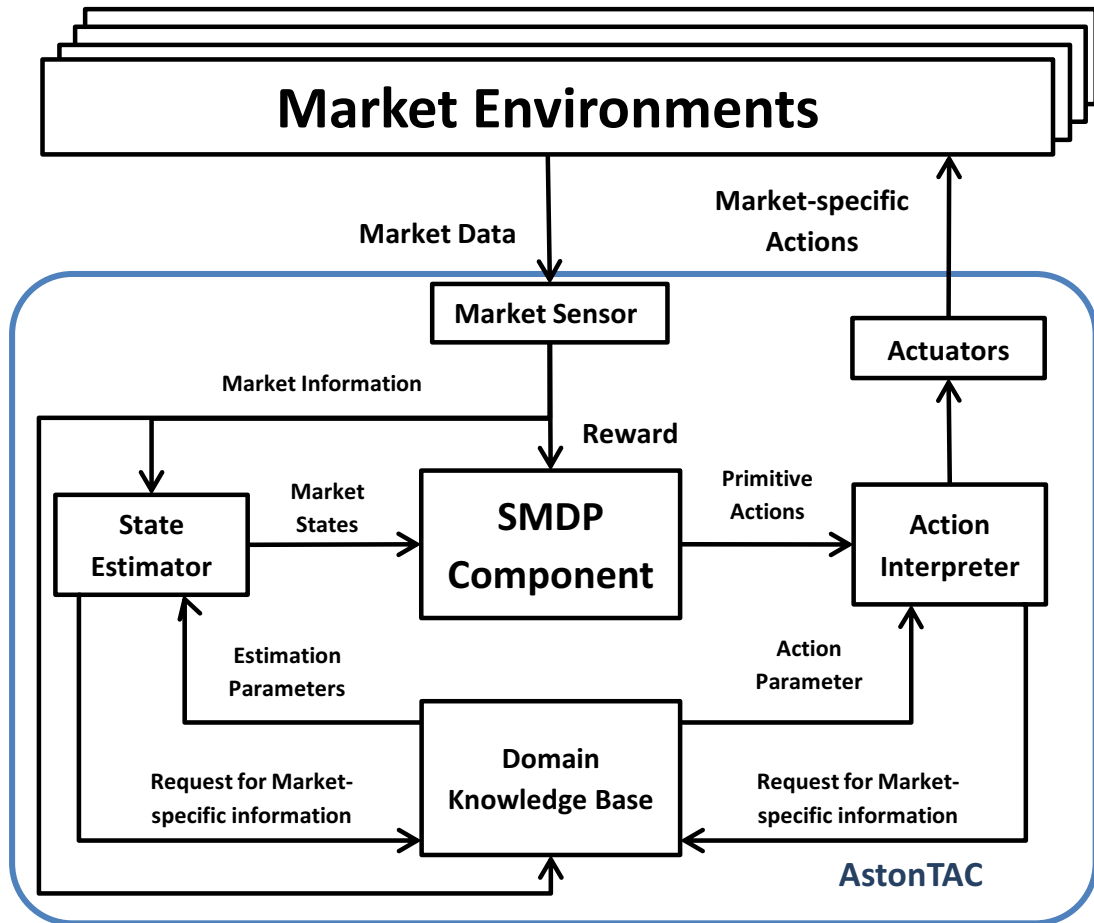 Market Environments
Market Data
Market-specific
Actions
Market Sensor
Actuators
Market Information
Reward
State
Estimator
Market
States
SMDP
Component
Primitive
Actions
Action
Interpreter
Estimation
Parameters
Action
Parameter
Domain
Knowledge Base
Request for Market-
specific information
Request for Market-
specific information
AstonTAC